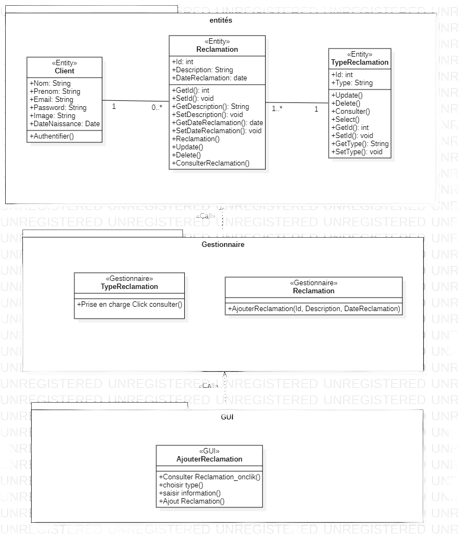 entités
«Entity»
Client
+Nom: String
+Prenom: String
+Email: String
+Password: String
+Image: String
+DateNaissance: Date
+Authentifier()
1
0..*
«Entity»
Reclamation
+Id: int
+Description: String
+DateReclamation: date
+GetId(): int
+SetId(): void
+GetDescription(): String
+SetDescription(): void
+GetDateReclamation(): date
+SetDateReclamation(): void
+Reclamation()
+Update()
+Delete()
+ConsulterReclamation()
1..*
1
«Entity»
TypeReclamation
+Id: int
+Type: String
+Update()
+Delete()
+Consulter()
+Select()
+GetId(): int
+SetId(): void
+GetType(): String
+SetType(): void
«Call»
UNREGISTERED UNREGISTERED UNREGISTERED UNREGISTERED
Gestionnaire
«Gestionnaire»
TypeReclamation
+Prise en charge Click consulter()
«Gestionnaire»
Reclamation
+AjouterReclamation(Id, Description, DateReclamation)
UNREGISTERED UNREGISTERED UNREGISTERED UNREGISTERED
GUI
«GUI»
AjouterReclamation
+Consulter Reclamation_onclik()
+choisir type()
+saisir information()
+Ajout Reclamation()
UNREGISTERED UNREGISTERED UNREGISTERED UNREGISTERED